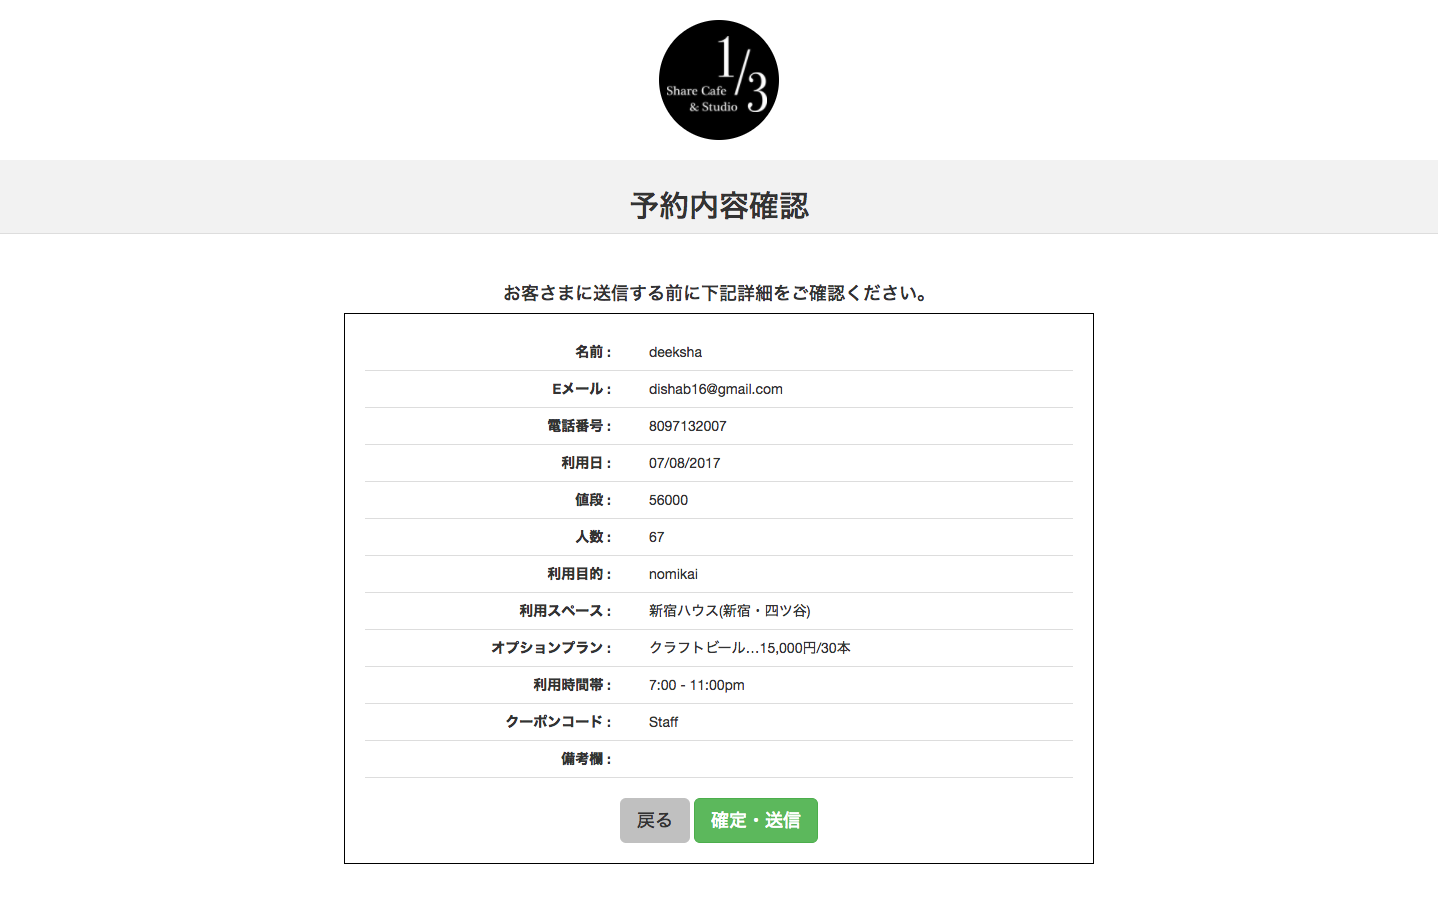 1/3
Share Cafe
& Studio
予約内容確認
お客さまに送信する前に下記詳細をご確認ください。
名前 : deeksha
Eメール : dishab16@gmail.com
電話番号 : 8097132007
利用日 : 07/08/2017
値段 : 56000
人数 : 67
利用目的 : nomikai
利用スペース : 新宿ハウス(新宿・四ツ谷)
オプションプラン : クラフトビール…15,000円/30本
利用時間帯 : 7:00 - 11:00pm
クーポンコード : Staff
備考欄 :
戻る 確定・送信